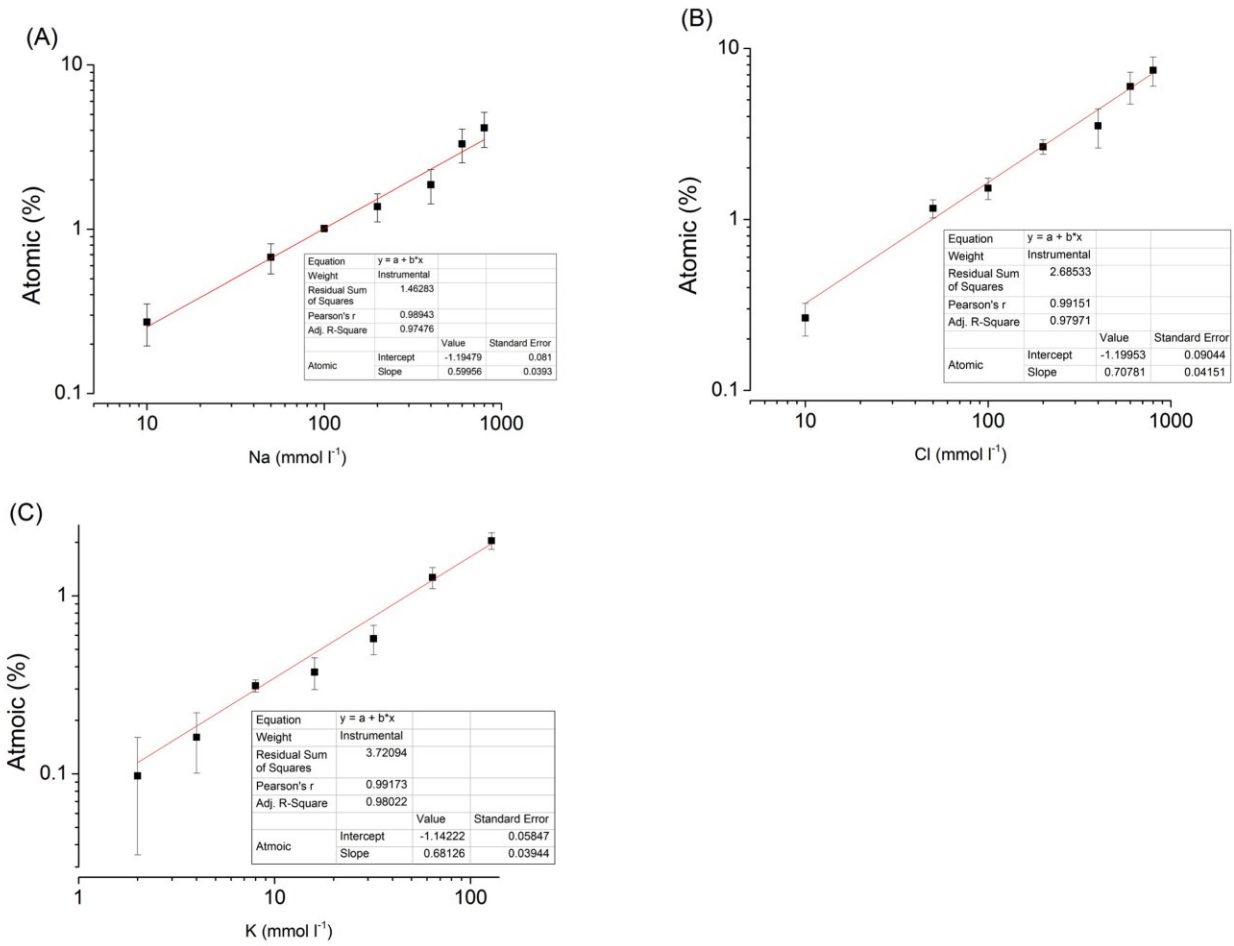 (A)
10
1
0.1
Atomic (%)
10
100
1000
Na (mmol l⁻¹)
Equation y = a + b*x
Weight Instrumental
Residual Sum of Squares 1.46283
Pearson's r 0.98943
Adj. R-Square 0.97476
Value Standard Error
Atomic Intercept -1.19479 0.081
Slope 0.59956 0.0393
(B)
10
1
0.1
Atomic (%)
10
100
1000
Cl (mmol l⁻¹)
Equation y = a + b*x
Weight Instrumental
Residual Sum of Squares 2.68533
Pearson's r 0.99151
Adj. R-Square 0.97971
Value Standard Error
Atomic Intercept -1.19953 0.09044
Slope 0.70781 0.04151
(C)
1
0.1
Atmoic (%)
1
10
100
K (mmol l⁻¹)
Equation y = a + b*x
Weight Instrumental
Residual Sum of Squares 3.72094
Pearson's r 0.99173
Adj. R-Square 0.98022
Value Standard Error
Atmoic Intercept -1.14222 0.05847
Slope 0.68126 0.03944